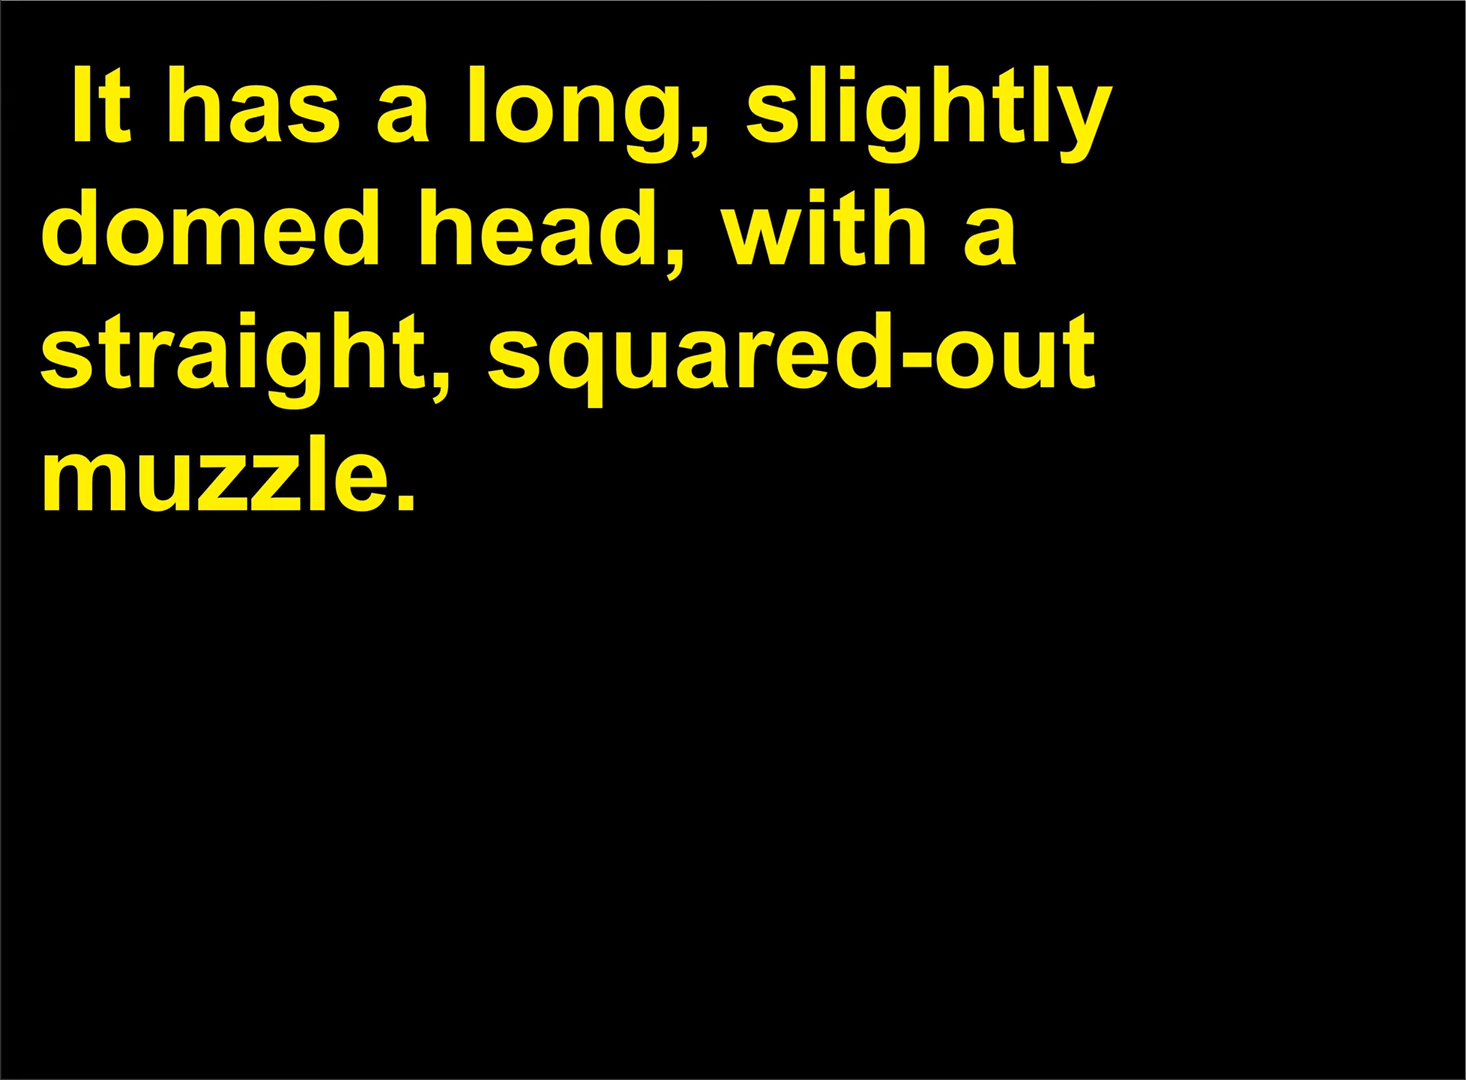 It has a long, slightly
domed head, with a
straight, squared-out
muzzle.